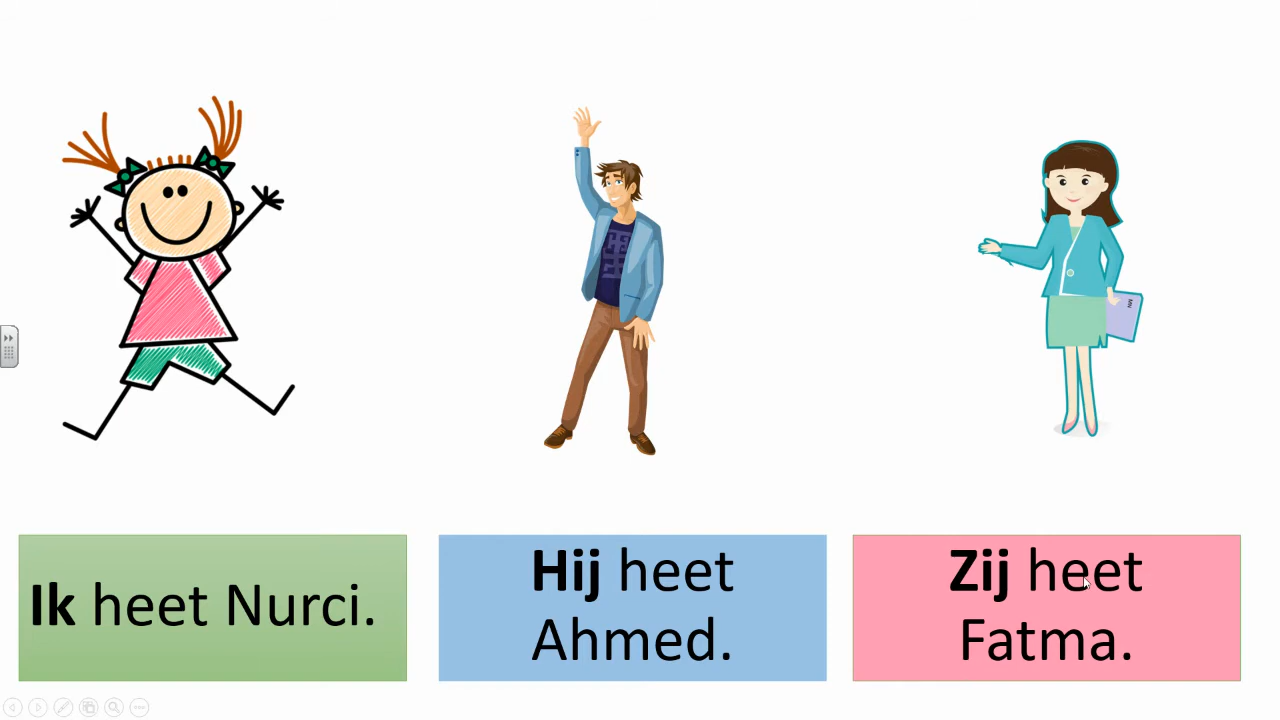 Ik heet Nurci.
Hij heet
Ahmed.
Zij heet
Fatma.